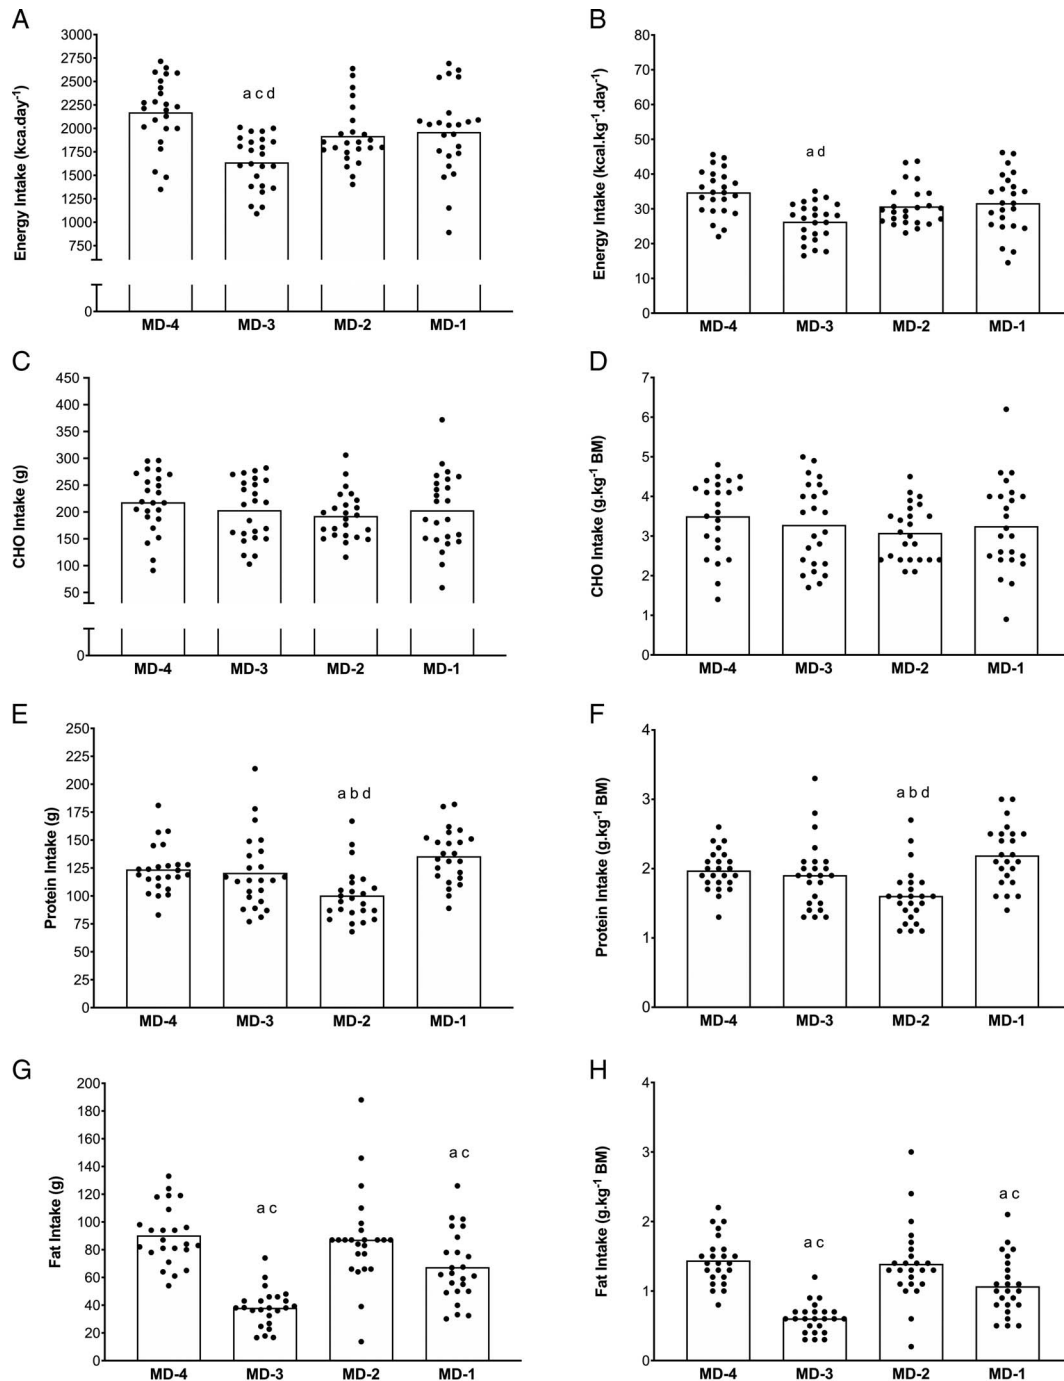 A
Energy Intake (kca.day-1)
3000
2750
2500
2250
2000
1750
1500
1250
1000
750
0
a c d
MD-4 MD-3 MD-2 MD-1
B
Energy Intake (kcal.kg-1.day-1)
80
70
60
50
40
30
20
10
0
a d
MD-4 MD-3 MD-2 MD-1
C
CHO Intake (g)
450
400
350
300
250
200
150
100
50
0
MD-4 MD-3 MD-2 MD-1
D
CHO Intake (g.kg-1 BM)
7
6
5
4
3
2
1
0
MD-4 MD-3 MD-2 MD-1
E
Protein Intake (g)
250
225
200
175
150
125
100
75
50
25
0
a b d
MD-4 MD-3 MD-2 MD-1
F
Protein Intake (g.kg-1 BM)
4
3
2
1
0
a b d
MD-4 MD-3 MD-2 MD-1
G
Fat Intake (g)
200
180
160
140
120
100
80
60
40
20
0
a c
a c
MD-4 MD-3 MD-2 MD-1
H
Fat Intake (g.kg-1 BM)
4
3
2
1
0
a c
a c
MD-4 MD-3 MD-2 MD-1